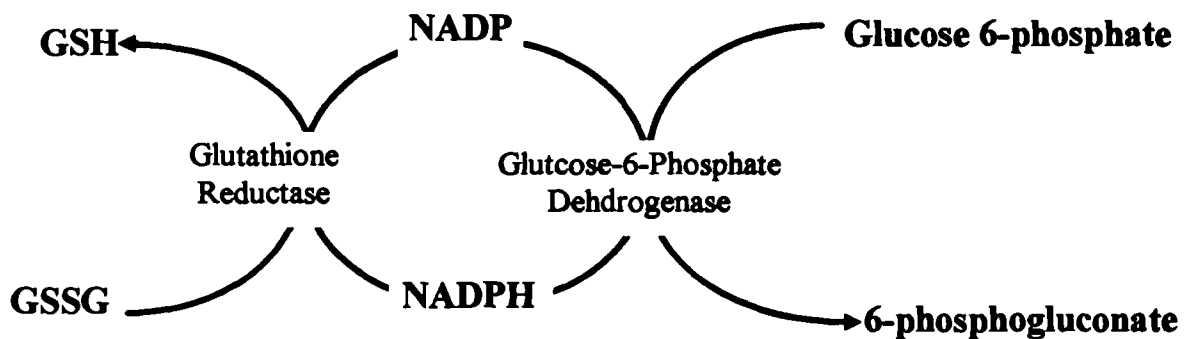 GSH
NADP
Glucose 6-phosphate
Glutathione
Reductase
Glutcose-6-Phosphate
Dehdrogenase
GSSG
NADPH
6-phosphogluconate